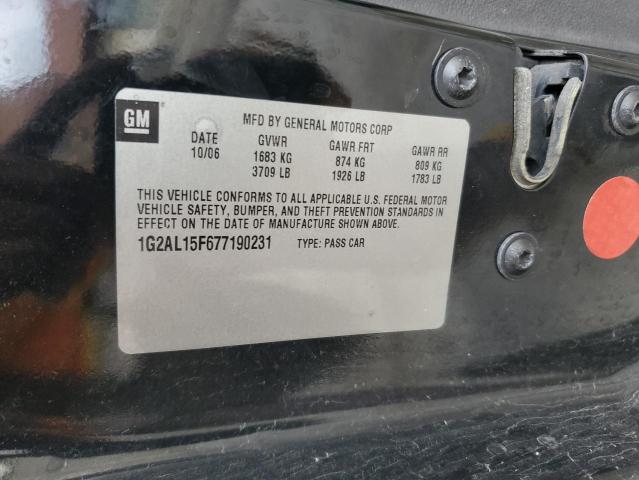 GM
MFD BY GENERAL MOTORS CORP
DATE GVWR GAWR FRT GAWR RR
10/06 1683 KG 874 KG 809 KG
3709 LB 1926 LB 1783 LB
THIS VEHICLE CONFORMS TO ALL APPLICABLE U.S. FEDERAL MOTOR
VEHICLE SAFETY, BUMPER, AND THEFT PREVENTION STANDARDS IN
EFFECT ON THE DATE OF MANUFACTURE SHOWN ABOVE.
1G2AL15F677190231 TYPE: PASS CAR